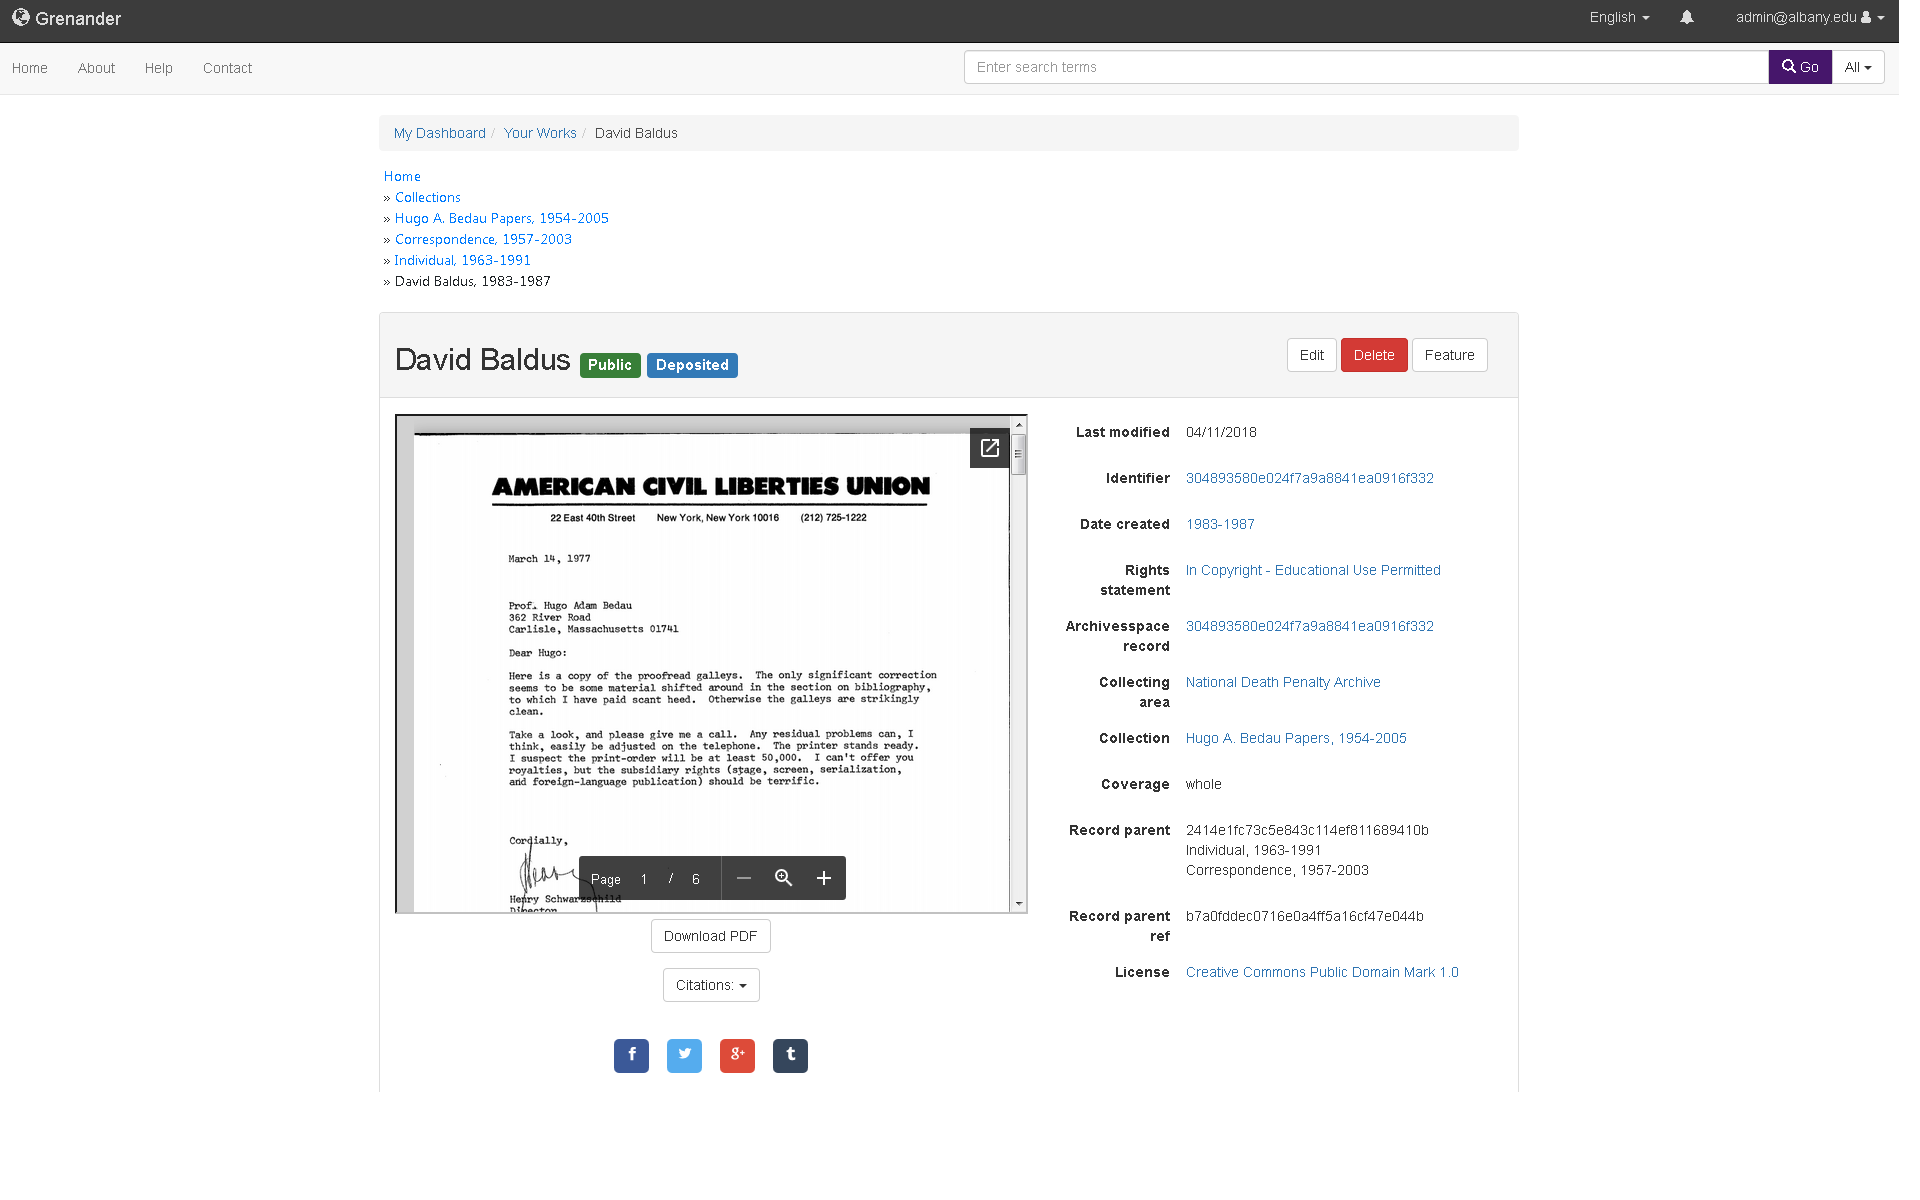 Grenander
English
admin@albany.edu
Home About Help Contact
Enter search terms
Go
All
My Dashboard / Your Works / David Baldus
Home
» Collections
» Hugo A. Bedau Papers, 1954-2005
» Correspondence, 1957-2003
» Individual, 1963-1991
» David Baldus, 1983-1987
David Baldus Public Deposited
Edit Delete Feature
AMERICAN CIVIL LIBERTIES UNION
22 East 40th Street New York, New York 10016 (212) 725-1222
March 14, 1977
Prof. Hugo Adam Bedau
362 River Road
Carlisle, Massachusetts 01741
Dear Hugo:
Here is a copy of the proofread galleys. The only significant correction
seems to be some material shifted around in the section on bibliography,
to which I have paid scant heed. Otherwise the galleys are strikingly
clean.
Take a look, and please give me a call. Any residual problems can, I
think, easily be adjusted on the telephone. The printer stands ready.
I suspect the print-order will be at least 50,000. I can't offer you
royalties, but the subsidiary rights (stage, screen, serialization,
and foreign-language publication) should be terrific.
Cordially,
Henry Schwarzschild
Director
Page 1 / 6
Download PDF
Citations:
Last modified 04/11/2018
Identifier 304893580e024f7a9a8841ea0916f332
Date created 1983-1987
Rights statement In Copyright - Educational Use Permitted
Archivesspace record 304893580e024f7a9a8841ea0916f332
Collecting area National Death Penalty Archive
Collection Hugo A. Bedau Papers, 1954-2005
Coverage whole
Record parent 2414e1fc73c5e843c114ef811689410b
Individual, 1963-1991
Correspondence, 1957-2003
Record parent ref b7a0fddec0716e0a4ff5a16cf47e044b
License Creative Commons Public Domain Mark 1.0